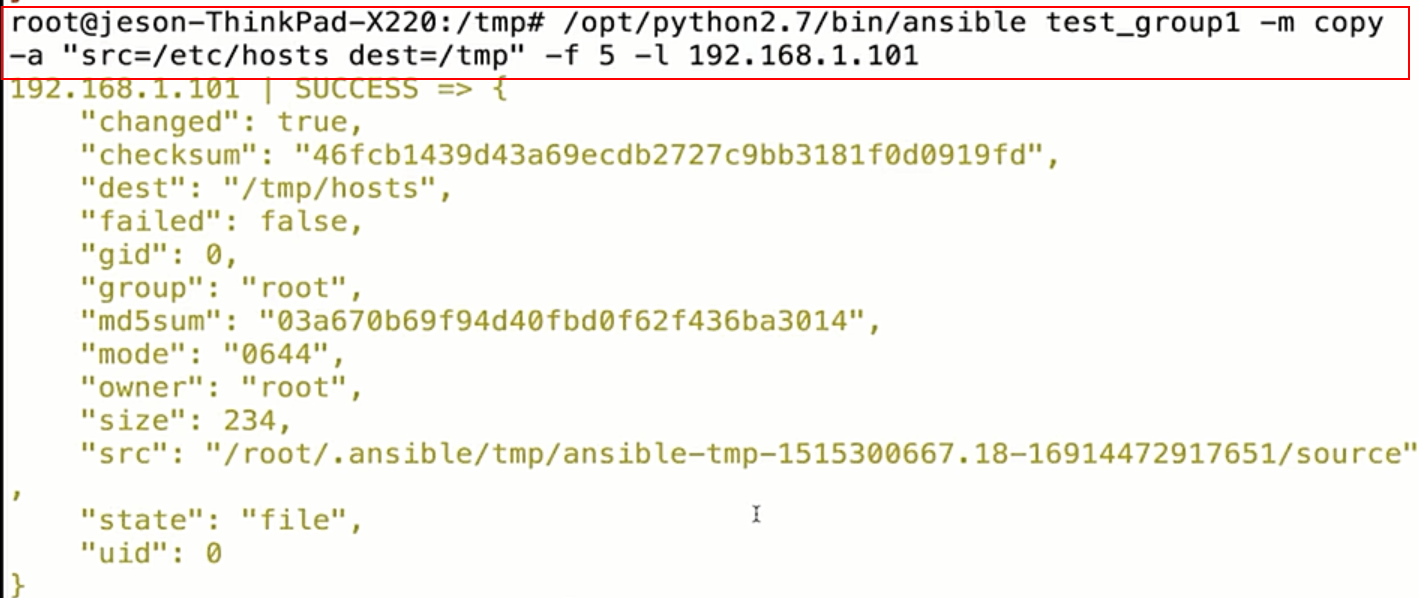 root@jeson-ThinkPad-X220:/tmp# /opt/python2.7/bin/ansible test_group1 -m copy
-a "src=/etc/hosts dest=/tmp" -f 5 -l 192.168.1.101
192.168.1.101 | SUCCESS => {
    "changed": true,
    "checksum": "46fcb1439d43a69ecdb2727c9bb3181f0d0919fd",
    "dest": "/tmp/hosts",
    "failed": false,
    "gid": 0,
    "group": "root",
    "md5sum": "03a670b69f94d40fbd0f62f436ba3014",
    "mode": "0644",
    "owner": "root",
    "size": 234,
    "src": "/root/.ansible/tmp/ansible-tmp-1515300667.18-16914472917651/source"
,
    "state": "file",
    "uid": 0
}